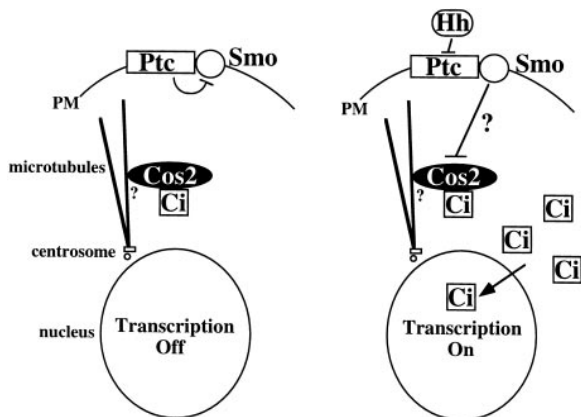 Ptc
Smo
PM
microtubules
?
Cos2
Ci
centrosome
nucleus
Transcription
Off
Hh
Ptc
Smo
PM
?
?
Cos2
Ci
Ci
Ci
Ci
Ci
Transcription
On